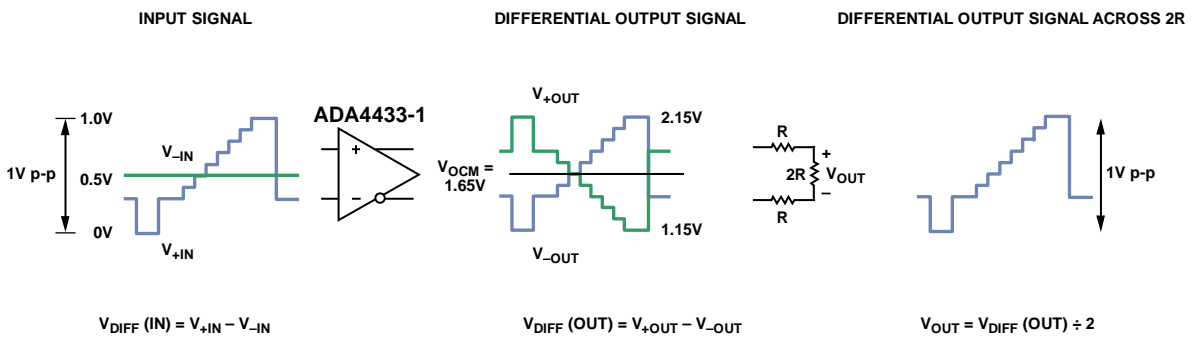 INPUT SIGNAL
DIFFERENTIAL OUTPUT SIGNAL
DIFFERENTIAL OUTPUT SIGNAL ACROSS 2R
1.0V
0.5V
0V
1V p-p
V–IN
V+IN
ADA4433-1
+
–
V+OUT
VOCM =
1.65V
2.15V
1.15V
V–OUT
R
+
2R
VOUT
–
R
1V p-p
VDIFF (IN) = V+IN – V–IN
VDIFF (OUT) = V+OUT – V–OUT
VOUT = VDIFF (OUT) ÷ 2